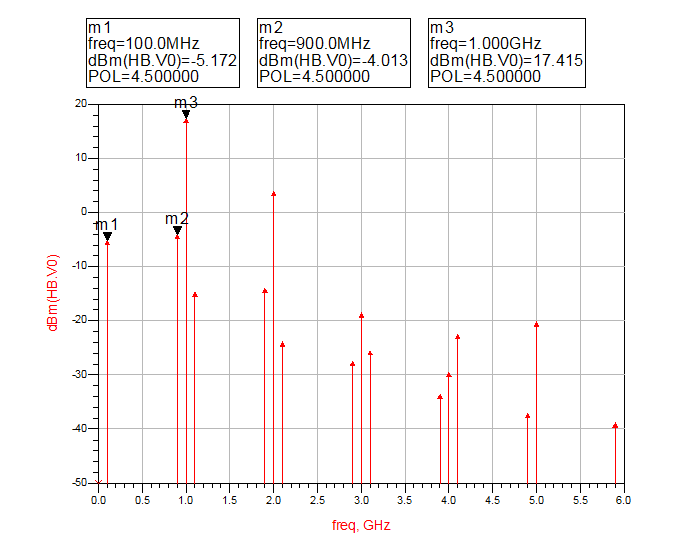 m1
freq=100.0MHz
dBm(HB.V0)=-5.172
POL=4.500000
m2
freq=900.0MHz
dBm(HB.V0)=-4.013
POL=4.500000
m3
freq=1.000GHz
dBm(HB.V0)=17.415
POL=4.500000
20
10
0
-10
-20
-30
-40
-50
dBm(HB.V0)
m3
m2
m1
0.0 0.5 1.0 1.5 2.0 2.5 3.0 3.5 4.0 4.5 5.0 5.5 6.0
freq, GHz